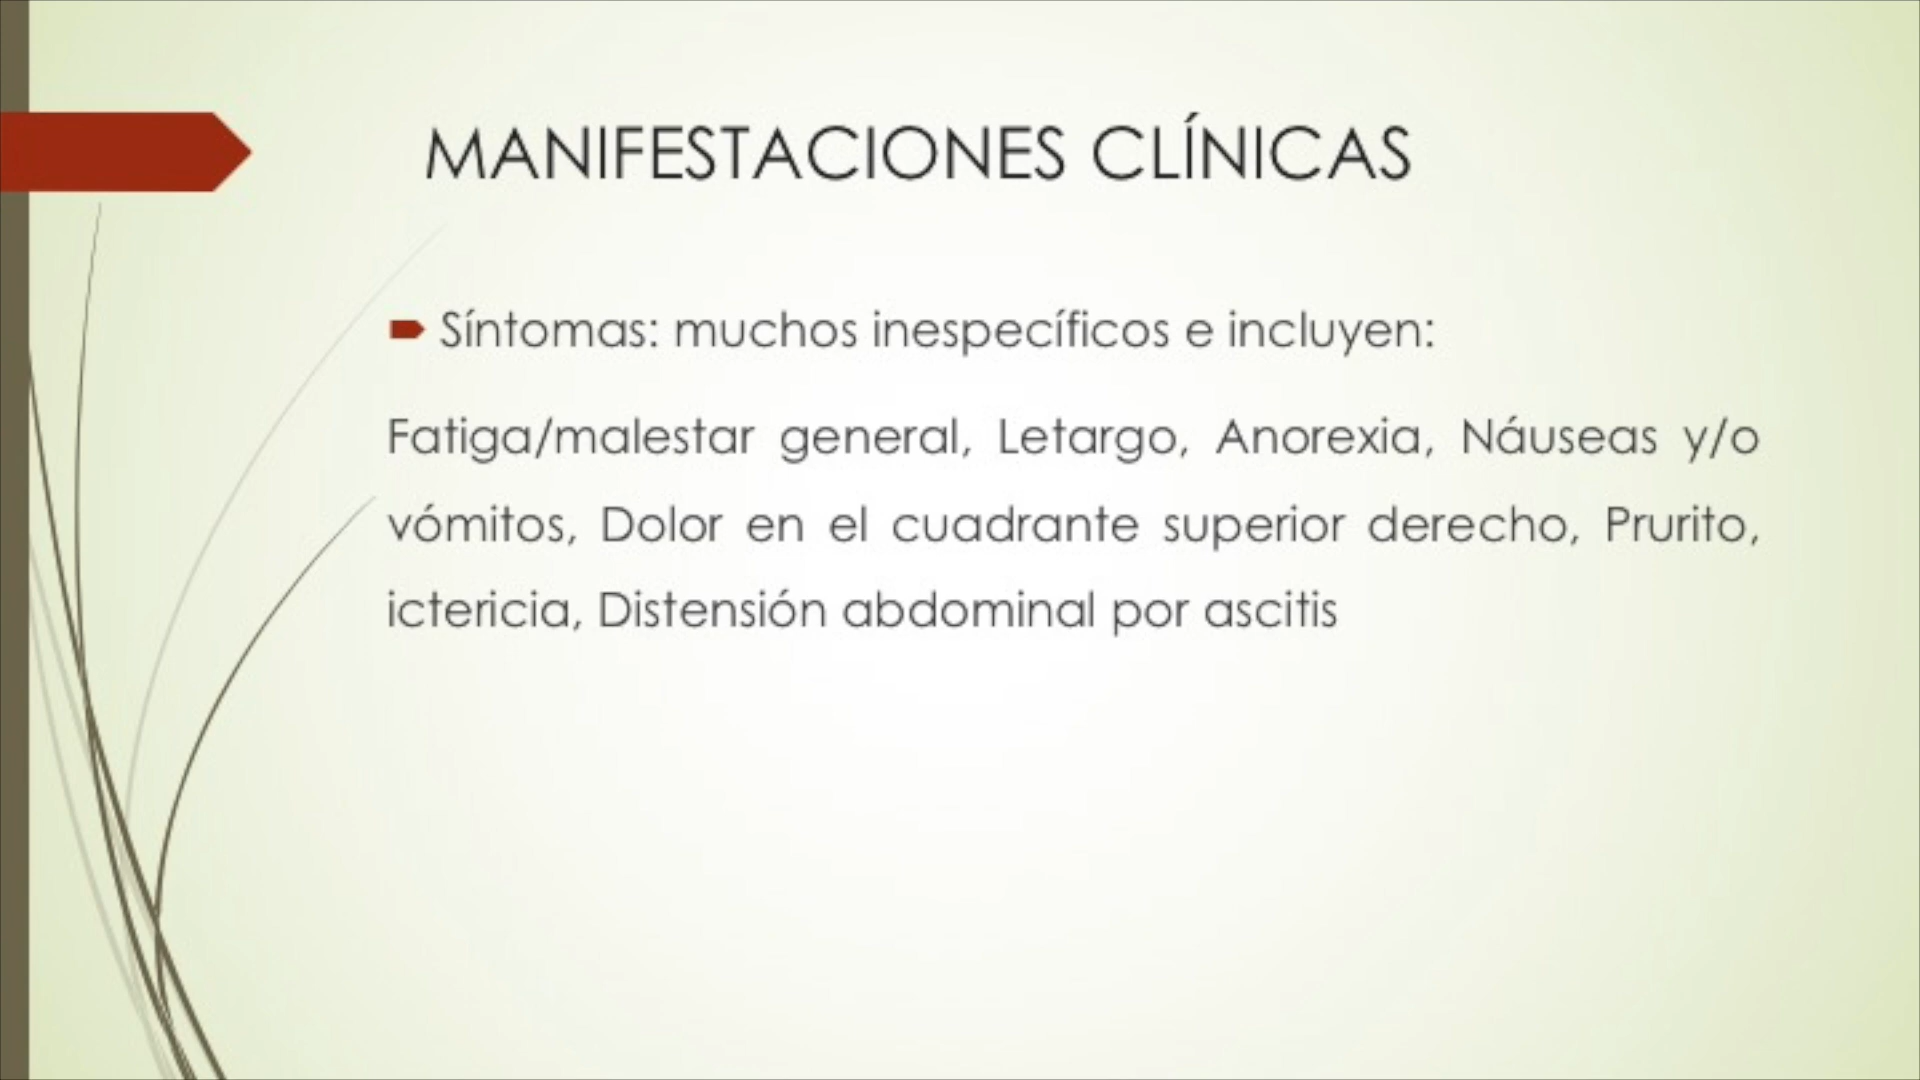 MANIFESTACIONES CLÍNICAS
Síntomas: muchos inespecíficos e incluyen:
Fatiga/malestar general, Letargo, Anorexia, Náuseas y/o
vómitos, Dolor en el cuadrante superior derecho, Prurito,
ictericia, Distensión abdominal por ascitis